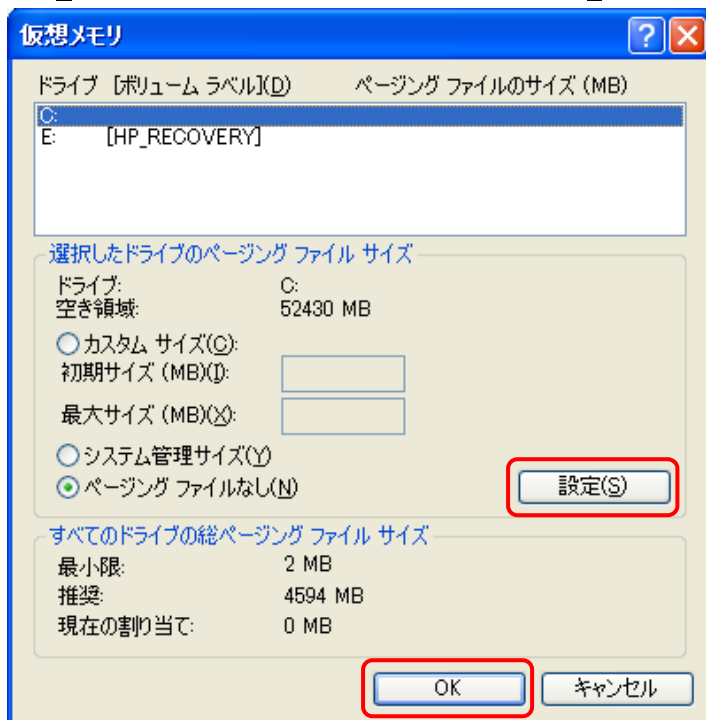 仮想メモリ
ドライブ [ボリューム ラベル](D) ページング ファイルのサイズ (MB)
C:
E: [HP_RECOVERY]
選択したドライブのページング ファイル サイズ
ドライブ: C:
空き領域: 52430 MB
カスタム サイズ(C):
初期サイズ (MB)(I):
最大サイズ (MB)(X):
システム管理サイズ(Y)
ページング ファイルなし(N) 設定(S)
すべてのドライブの総ページング ファイル サイズ
最小限: 2 MB
推奨: 4594 MB
現在の割り当て: 0 MB
OK キャンセル